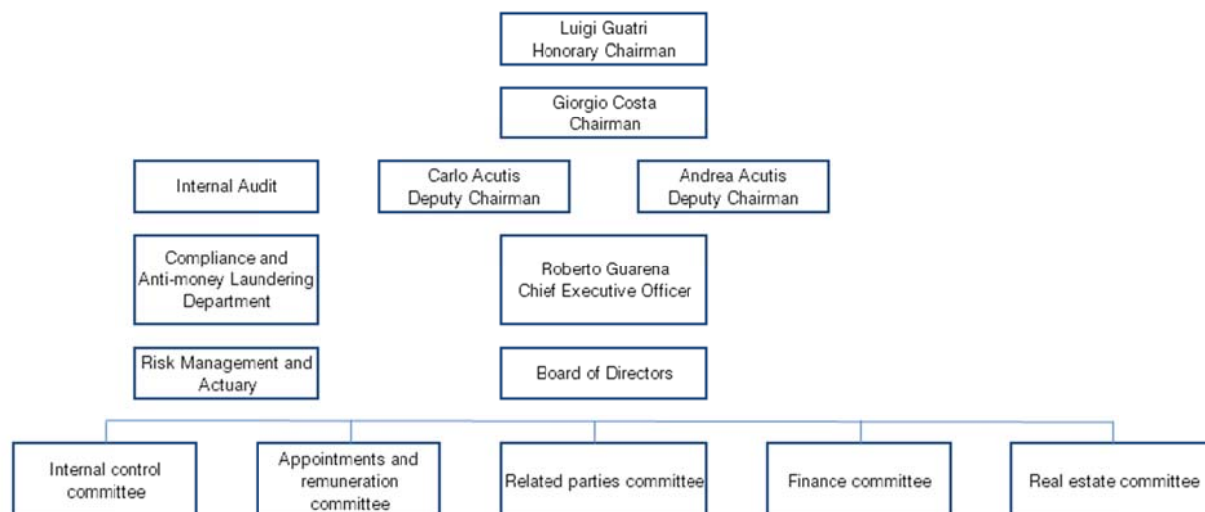 Luigi Guatri
Honorary Chairman
Giorgio Costa
Chairman
Internal Audit
Carlo Acutis
Deputy Chairman
Andrea Acutis
Deputy Chairman
Compliance and
Anti-money Laundering
Department
Roberto Guarena
Chief Executive Officer
Risk Management and
Actuary
Board of Directors
Internal control
committee
Appointments and
remuneration
committee
Related parties committee
Finance committee
Real estate committee